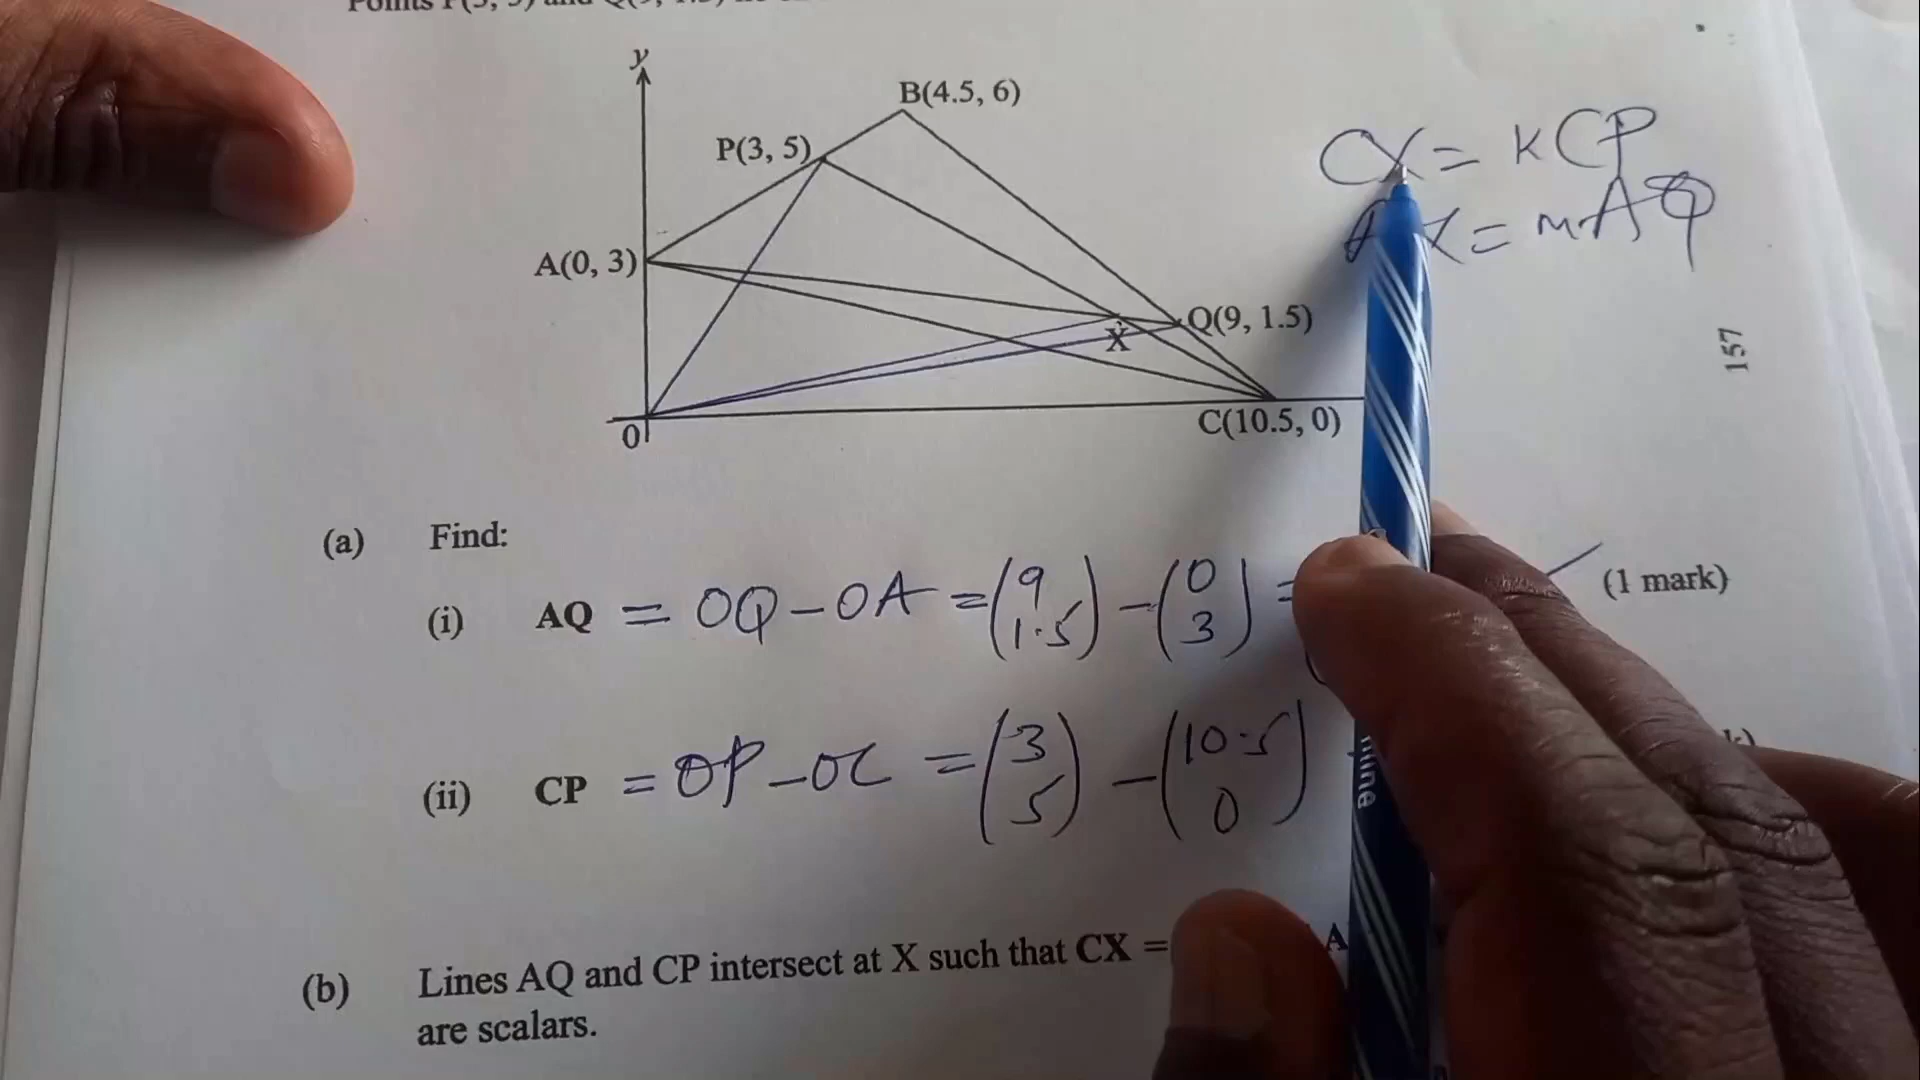 y
B(4.5, 6)
P(3, 5)
CX = KCP
AX = mAQ
A(0, 3)
Q(9, 1.5)
X
157
C(10.5, 0)
0
(a) Find:
(i) AQ = OQ - OA = (9 1.5) - (0 3) = (1 mark)
(ii) CP = OP - OC = (3 5) - (10.5 0)
(b) Lines AQ and CP intersect at X such that CX =
are scalars.